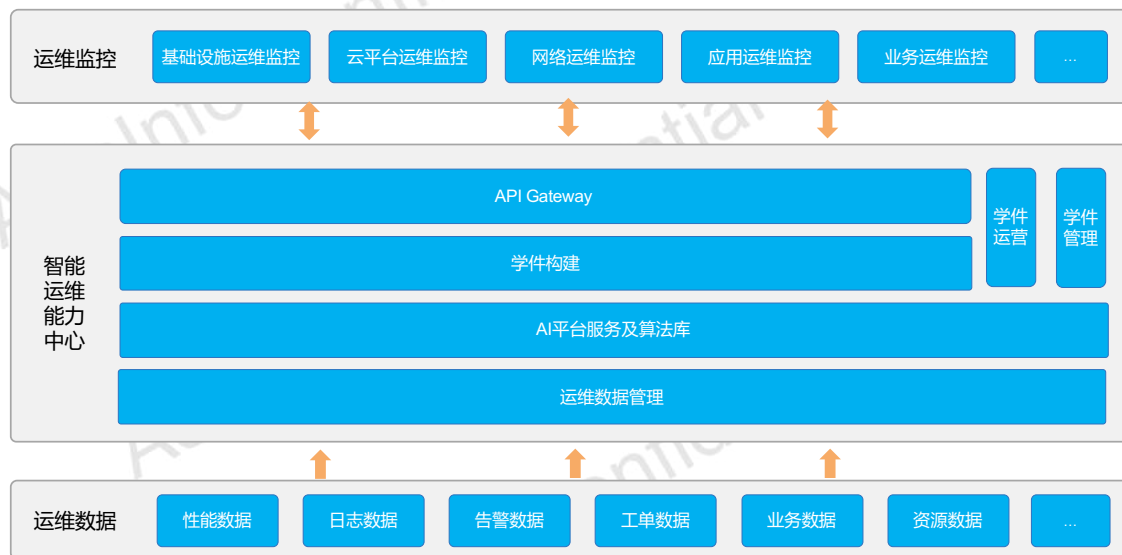 运维监控
基础设施运维监控
云平台运维监控
网络运维监控
应用运维监控
业务运维监控
...
智能
运维
能力
中心
API Gateway
学件构建
学件
运营
学件
管理
AI平台服务及算法库
运维数据管理
运维数据
性能数据
日志数据
告警数据
工单数据
业务数据
资源数据
...